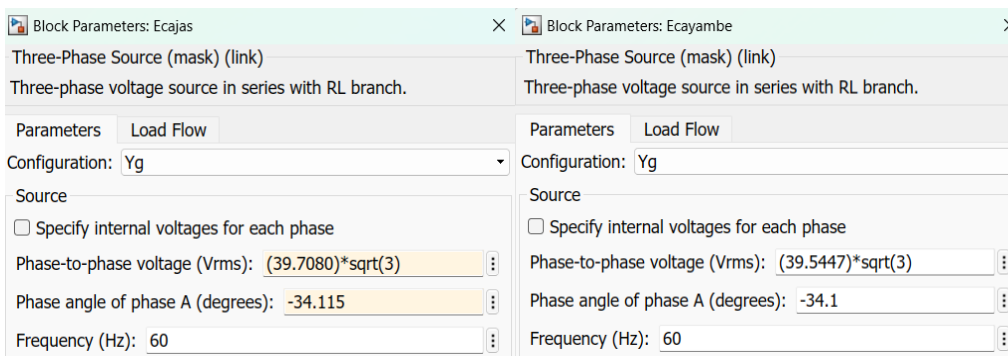 Block Parameters: Ecajas
Three-Phase Source (mask) (link)
Three-phase voltage source in series with RL branch.
Parameters Load Flow
Configuration: Yg
Source
Specify internal voltages for each phase
Phase-to-phase voltage (Vrms): (39.7080)*sqrt(3)
Phase angle of phase A (degrees): -34.115
Frequency (Hz): 60
Block Parameters: Ecayambe
Three-Phase Source (mask) (link)
Three-phase voltage source in series with RL branch.
Parameters Load Flow
Configuration: Yg
Source
Specify internal voltages for each phase
Phase-to-phase voltage (Vrms): (39.5447)*sqrt(3)
Phase angle of phase A (degrees): -34.1
Frequency (Hz): 60